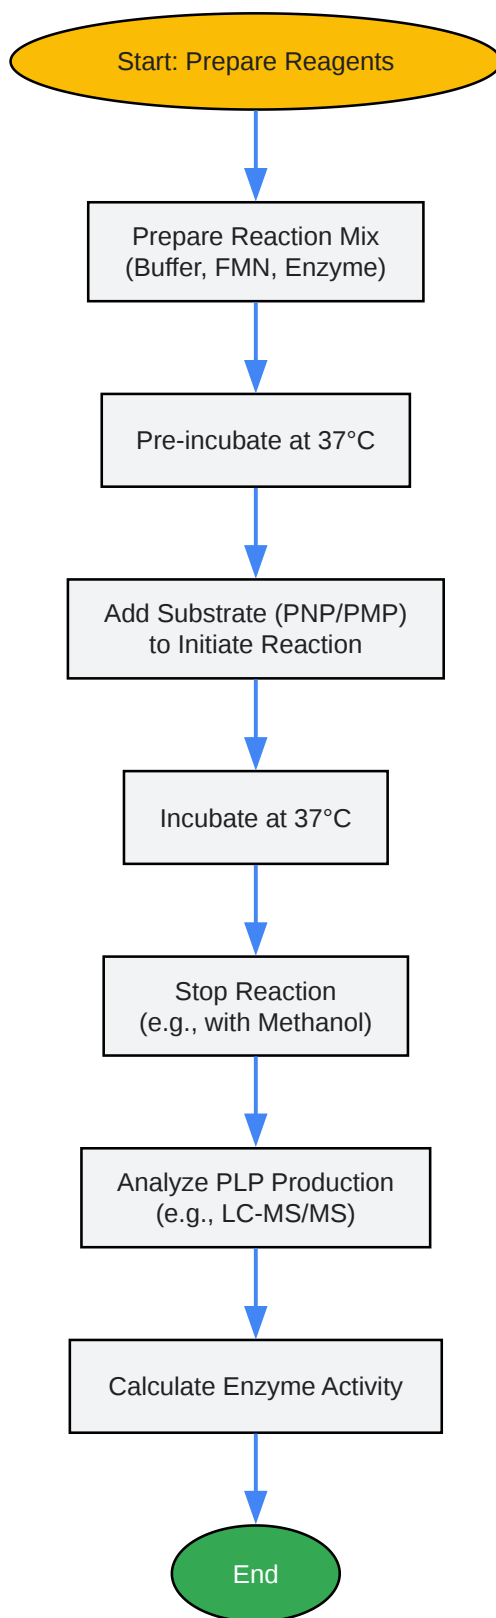 Start: Prepare Reagents
Prepare Reaction Mix
(Buffer, FMN, Enzyme)
Pre-incubate at 37°C
Add Substrate (PNP/PMP)
to Initiate Reaction
Incubate at 37°C
Stop Reaction
(e.g., with Methanol)
Analyze PLP Production
(e.g., LC-MS/MS)
Calculate Enzyme Activity
End